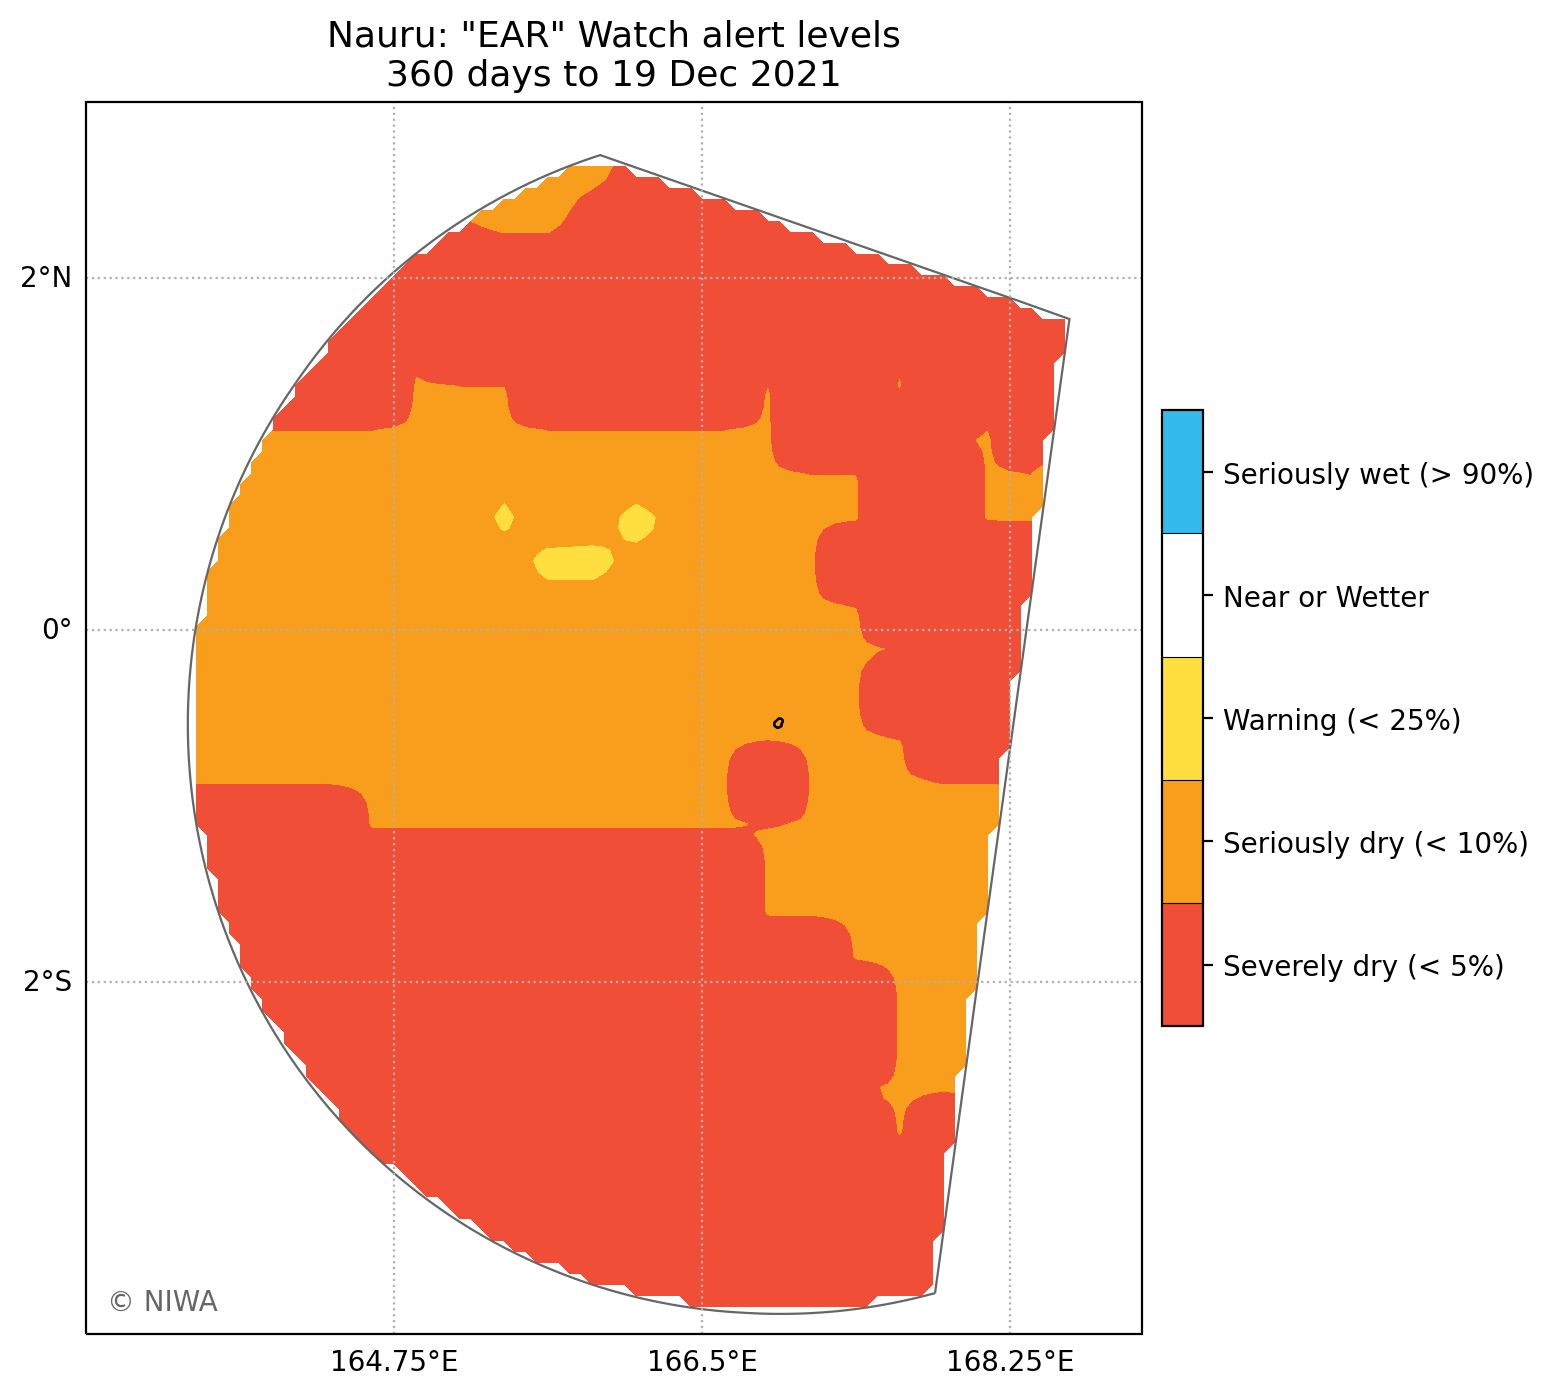 Nauru: "EAR" Watch alert levels
360 days to 19 Dec 2021
2°N
0°
2°S
164.75°E
166.5°E
168.25°E
Seriously wet (> 90%)
Near or Wetter
Warning (< 25%)
Seriously dry (< 10%)
Severely dry (< 5%)
© NIWA